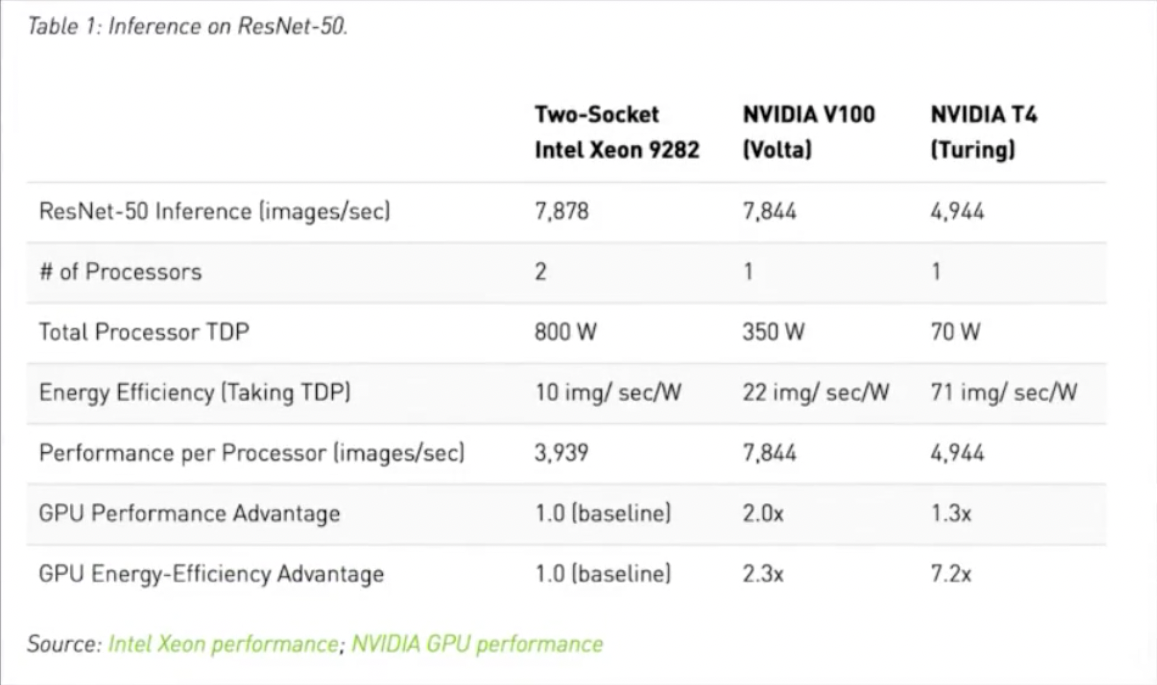 Table 1: Inference on ResNet-50.
Two-Socket Intel Xeon 9282 NVIDIA V100 (Volta) NVIDIA T4 (Turing)
ResNet-50 Inference (images/sec) 7,878 7,844 4,944
# of Processors 2 1 1
Total Processor TDP 800 W 350 W 70 W
Energy Efficiency (Taking TDP) 10 img/ sec/W 22 img/ sec/W 71 img/ sec/W
Performance per Processor (images/sec) 3,939 7,844 4,944
GPU Performance Advantage 1.0 (baseline) 2.0x 1.3x
GPU Energy-Efficiency Advantage 1.0 (baseline) 2.3x 7.2x
Source: Intel Xeon performance; NVIDIA GPU performance